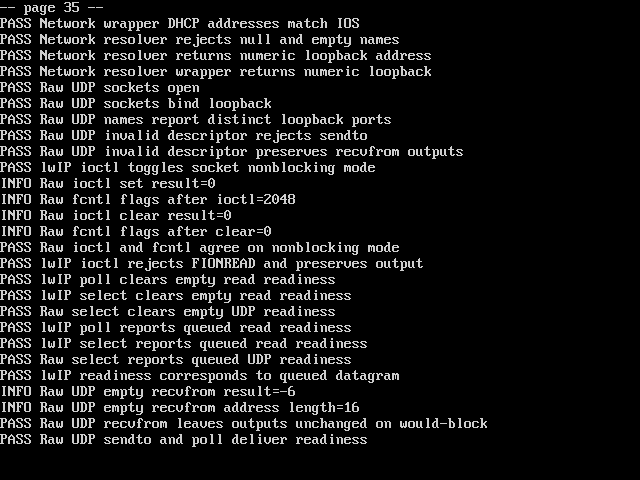 -- page 35 --
PASS Network wrapper DHCP addresses match IOS
PASS Network resolver rejects null and empty names
PASS Network resolver returns numeric loopback address
PASS Network resolver wrapper returns numeric loopback
PASS Raw UDP sockets open
PASS Raw UDP sockets bind loopback
PASS Raw UDP names report distinct loopback ports
PASS Raw UDP invalid descriptor rejects sendto
PASS Raw UDP invalid descriptor preserves recvfrom outputs
PASS lwIP ioctl toggles socket nonblocking mode
INFO Raw ioctl set result=0
INFO Raw fcntl flags after ioctl=2048
INFO Raw ioctl clear result=0
INFO Raw fcntl flags after clear=0
PASS Raw ioctl and fcntl agree on nonblocking mode
PASS lwIP ioctl rejects FIONREAD and preserves output
PASS lwIP poll clears empty read readiness
PASS lwIP select clears empty read readiness
PASS Raw select clears empty UDP readiness
PASS lwIP poll reports queued read readiness
PASS lwIP select reports queued read readiness
PASS Raw select reports queued UDP readiness
PASS lwIP readiness corresponds to queued datagram
INFO Raw UDP empty recvfrom result=-6
INFO Raw UDP empty recvfrom address length=16
PASS Raw UDP recvfrom leaves outputs unchanged on would-block
PASS Raw UDP sendto and poll deliver readiness